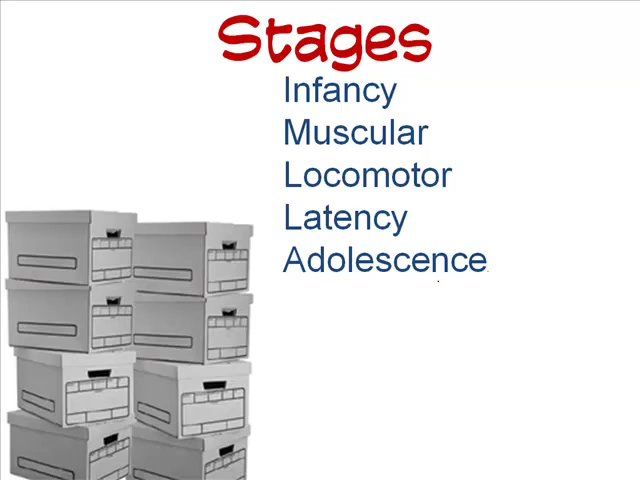 Stages
Infancy
Muscular
Locomotor
Latency
Adolescence